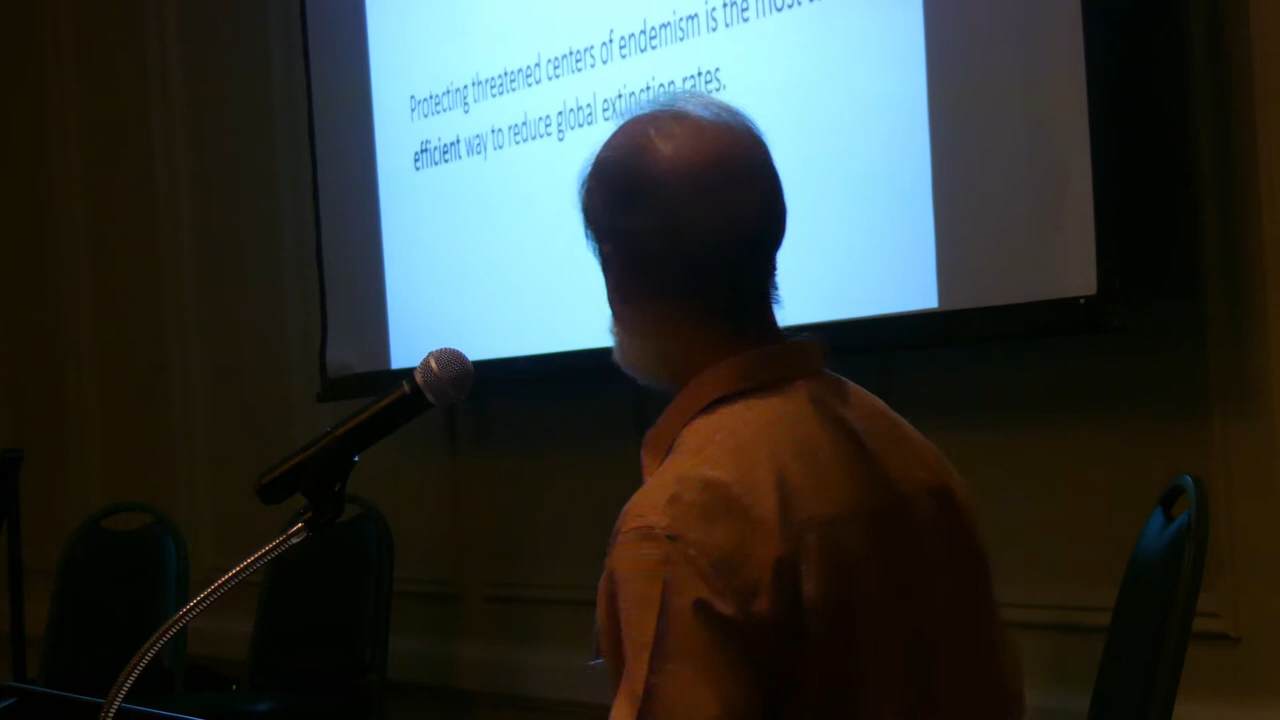 Protecting threatened centers of endemism is the most
efficient way to reduce global extinction rates.